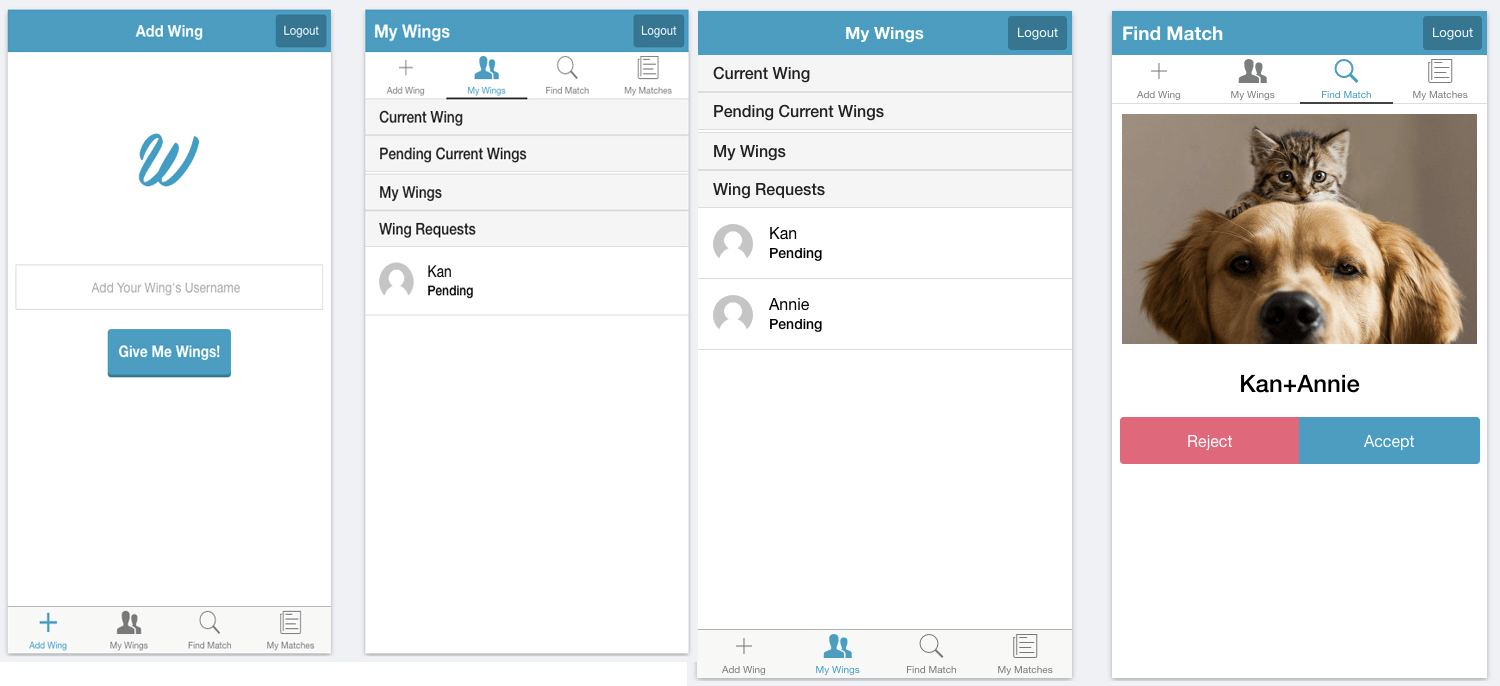 Add Wing
Logout
W
Add Your Wing's Username
Give Me Wings!
Add Wing
My Wings
Find Match
My Matches
My Wings
Logout
Add Wing
My Wings
Find Match
My Matches
Current Wing
Pending Current Wings
My Wings
Wing Requests
Kan
Pending
My Wings
Logout
Current Wing
Pending Current Wings
My Wings
Wing Requests
Kan
Pending
Annie
Pending
Add Wing
My Wings
Find Match
My Matches
Find Match
Logout
Add Wing
My Wings
Find Match
My Matches
Kan+Annie
Reject
Accept